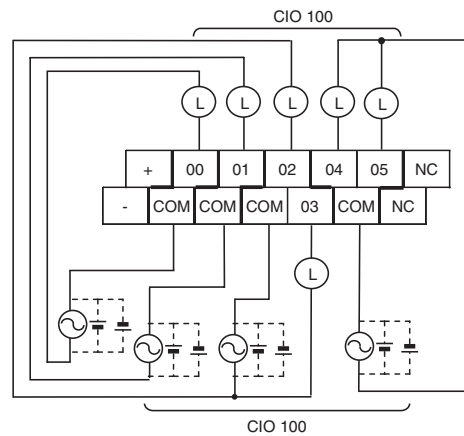 CIO 100
L L L L L
+ 00 01 02 04 05 NC
- COM COM COM 03 COM NC
L
CIO 100